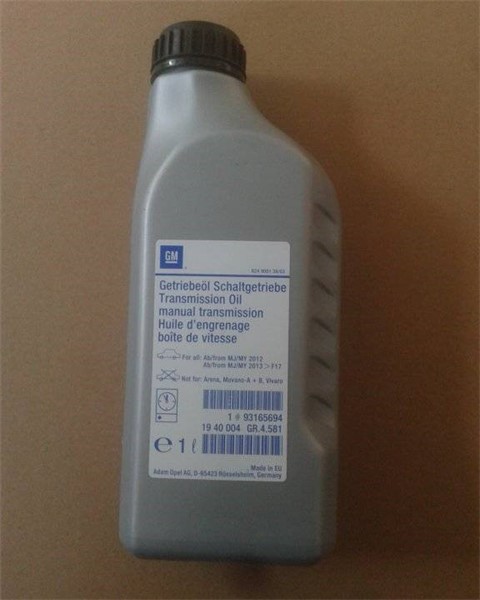 GM
Getriebeöl Schaltgetriebe
Transmission Oil
manual transmission
Huile d'engrenage
boîte de vitesse
For all: Ab/from MJ/MY 2012
Ab/from MJ/MY 2013 > F17
Not for: Arena, Movano-A + B, Vivaro
1 # 93165694
19 40 004 GR.4.581
e 1 ℓ
Made in EU
Adam Opel AG, D-65423 Rüsselsheim, Germany